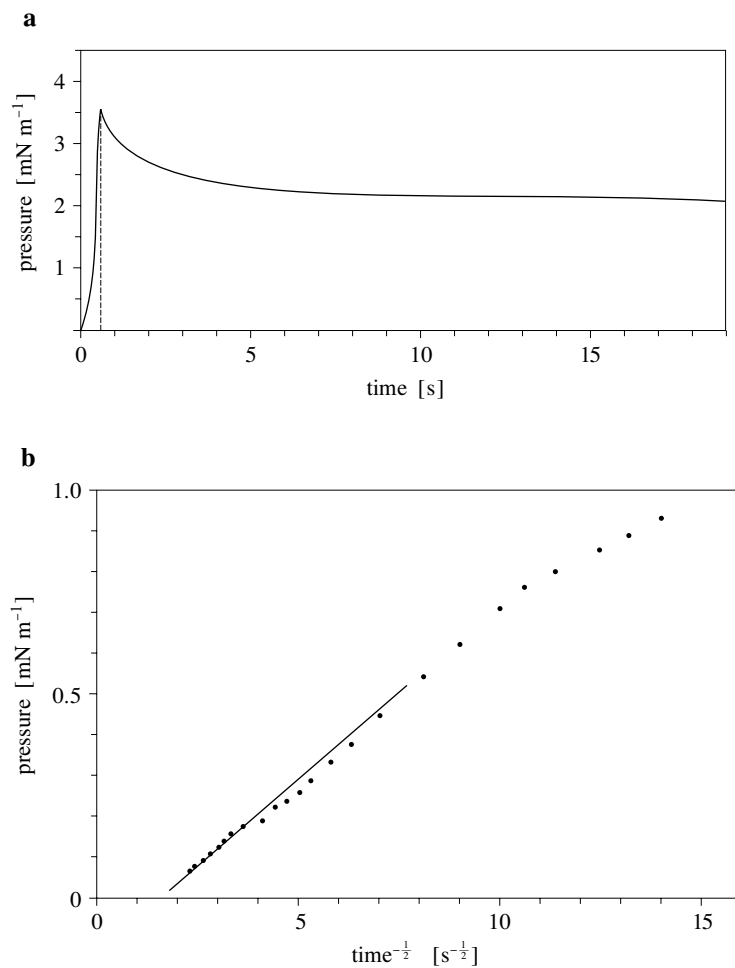 a
4
3
2
1
pressure [mN m⁻¹]
0 5 10 15
time [s]
b
1.0
0.5
0
pressure [mN m⁻¹]
0 5 10 15
time^{-1/2} [s^{-1/2}]